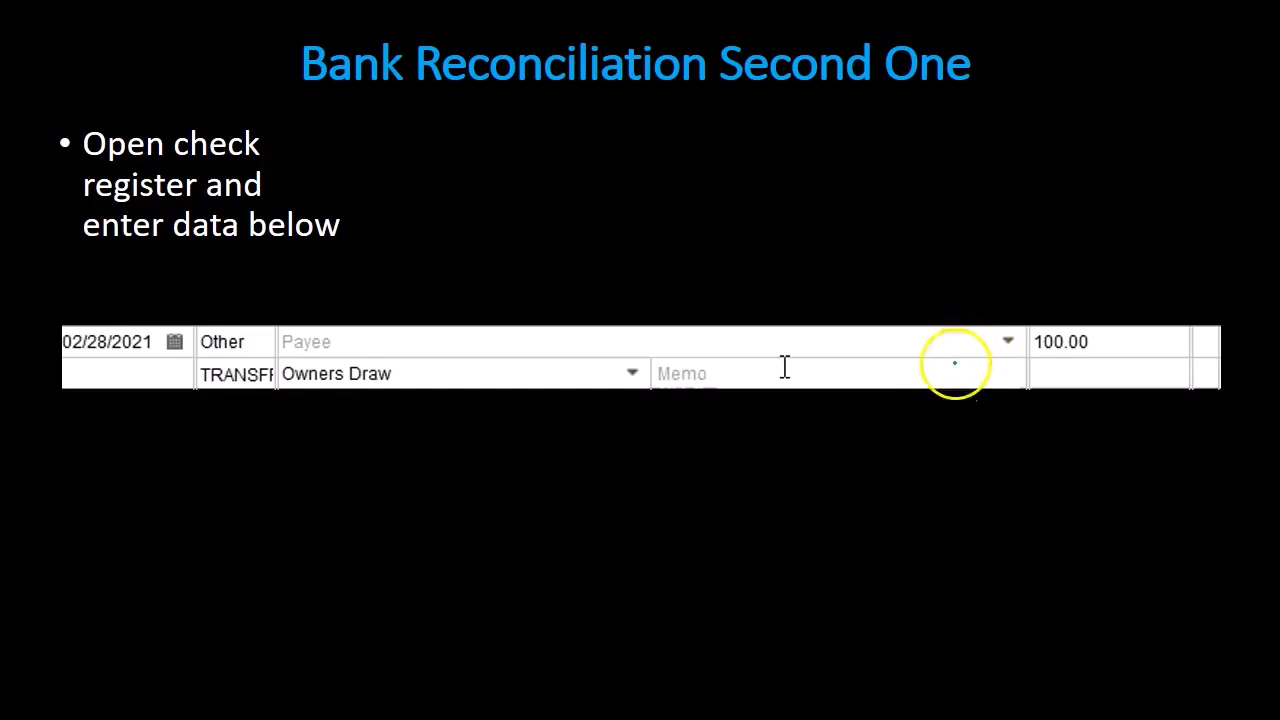 Bank Reconciliation Second One
• Open check
register and
enter data below
02/28/2021 Other Payee 100.00
TRANSFR Owners Draw Memo